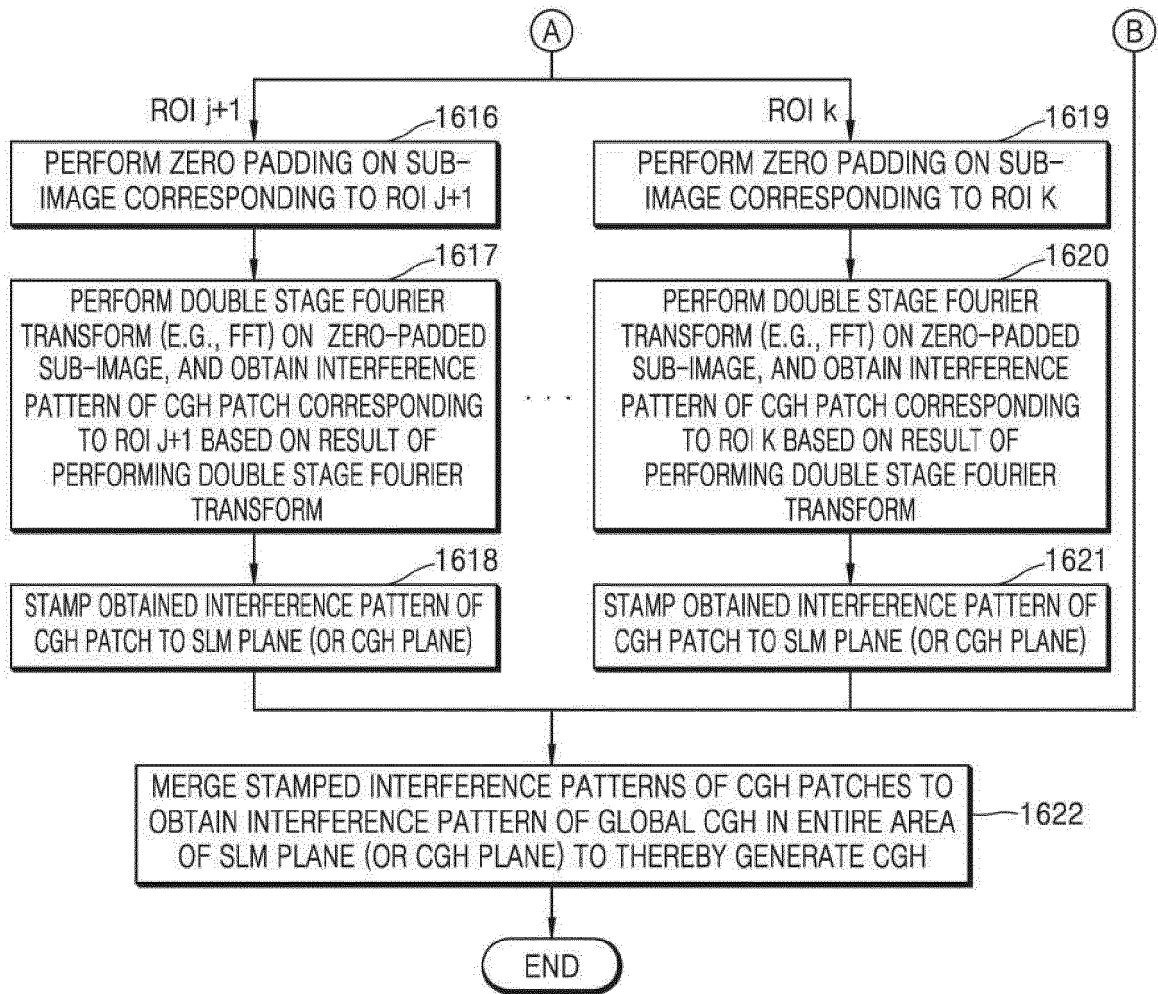 A
B
ROI j+1
1616
PERFORM ZERO PADDING ON SUB-
IMAGE CORRESPONDING TO ROI J+1
1617
PERFORM DOUBLE STAGE FOURIER
TRANSFORM (E.G., FFT) ON ZERO-PADDED
SUB-IMAGE, AND OBTAIN INTERFERENCE
PATTERN OF CGH PATCH CORRESPONDING
TO ROI J+1 BASED ON RESULT OF
PERFORMING DOUBLE STAGE FOURIER
TRANSFORM
1618
STAMP OBTAINED INTERFERENCE PATTERN OF
CGH PATCH TO SLM PLANE (OR CGH PLANE)
. . .
ROI k
1619
PERFORM ZERO PADDING ON SUB-
IMAGE CORRESPONDING TO ROI K
1620
PERFORM DOUBLE STAGE FOURIER
TRANSFORM (E.G., FFT) ON ZERO-PADDED
SUB-IMAGE, AND OBTAIN INTERFERENCE
PATTERN OF CGH PATCH CORRESPONDING
TO ROI K BASED ON RESULT OF
PERFORMING DOUBLE STAGE FOURIER
TRANSFORM
1621
STAMP OBTAINED INTERFERENCE PATTERN OF
CGH PATCH TO SLM PLANE (OR CGH PLANE)
MERGE STAMPED INTERFERENCE PATTERNS OF CGH PATCHES TO
OBTAIN INTERFERENCE PATTERN OF GLOBAL CGH IN ENTIRE AREA
OF SLM PLANE (OR CGH PLANE) TO THEREBY GENERATE CGH
1622
END